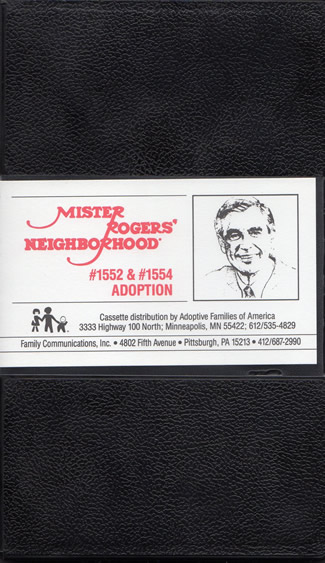 MISTER
ROGERS'
NEIGHBORHOOD®
#1552 & #1554
ADOPTION
Cassette distribution by Adoptive Families of America
3333 Highway 100 North; Minneapolis, MN 55422; 612/535-4829
Family Communications, Inc. • 4802 Fifth Avenue • Pittsburgh, PA 15213 • 412/687-2990